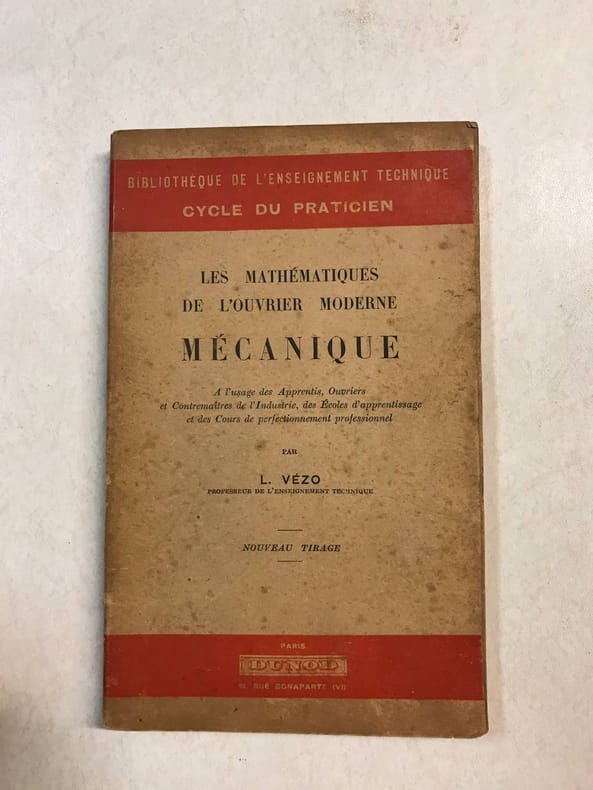 BIBLIOTHÈQUE DE L'ENSEIGNEMENT TECHNIQUE
CYCLE DU PRATICIEN
LES MATHÉMATIQUES
DE L'OUVRIER MODERNE
MÉCANIQUE
A l'usage des Apprentis, Ouvriers
et Contremaîtres de l'Industrie, des Écoles d'apprentissage
et des Cours de perfectionnement professionnel
PAR
L. VÉZO
PROFESSEUR DE L'ENSEIGNEMENT TECHNIQUE
NOUVEAU TIRAGE
PARIS
DUNOD
RUE BONAPARTE (VI)